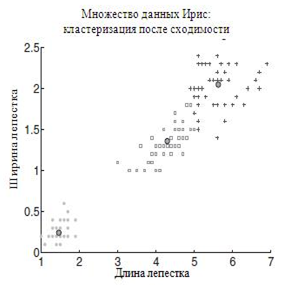 Множество данных Ирис:
кластеризация после сходимости
2.5
2
1.5
1
0.5
0
Ширина лепестка
1 2 3 4 5 6 7
Длина лепестка